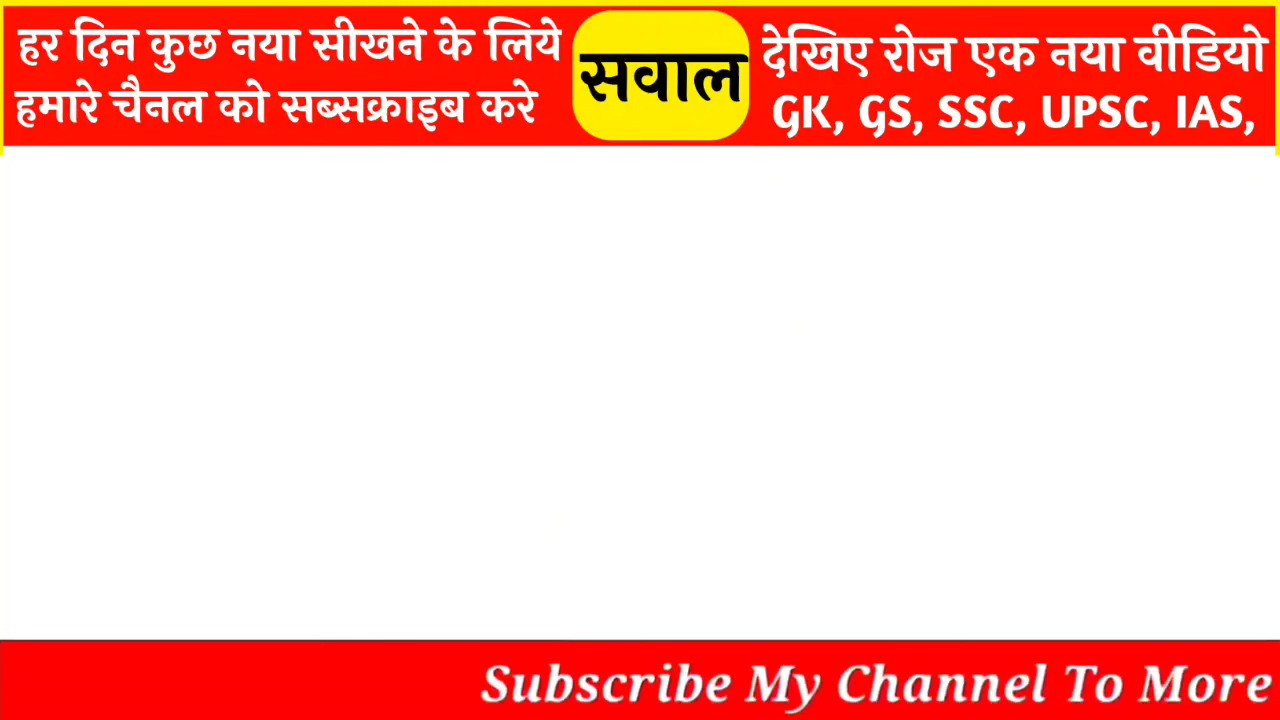 हर दिन कुछ नया सीखने के लिये
हमारे चैनल को सब्सक्राइब करे
सवाल
देखिए रोज एक नया वीडियो
GK, GS, SSC, UPSC, IAS,
Subscribe My Channel To More